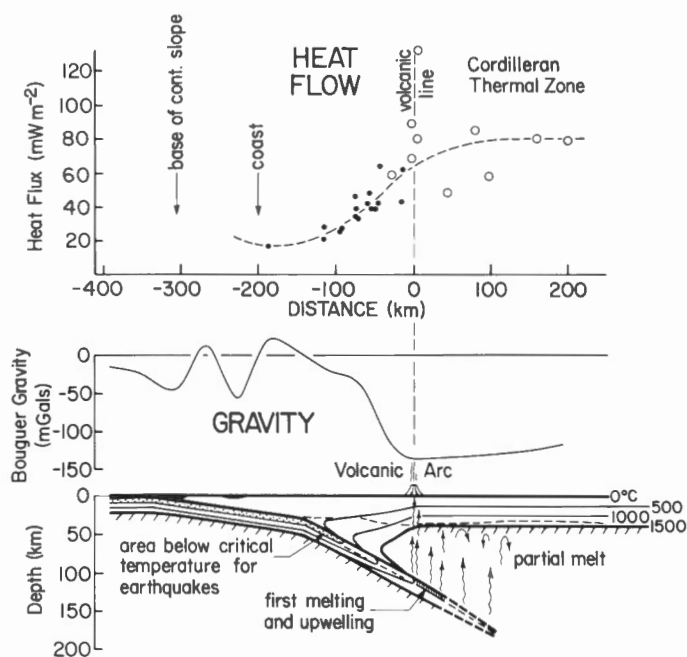 HEAT
FLOW
Cordilleran
Thermal Zone
volcanic
line
base of cont. slope
coast
Heat Flux (mW m-2)
120
100
80
60
40
20
-400 -300 -200 -100 0 100 200
DISTANCE (km)
Bouguer Gravity
(mGals)
0
-50
-100
-150
GRAVITY
Volcanic Arc
Depth (km)
0
50
100
150
200
0°C
500
1000
1500
area below critical
temperature for
earthquakes
first melting
and upwelling
partial melt